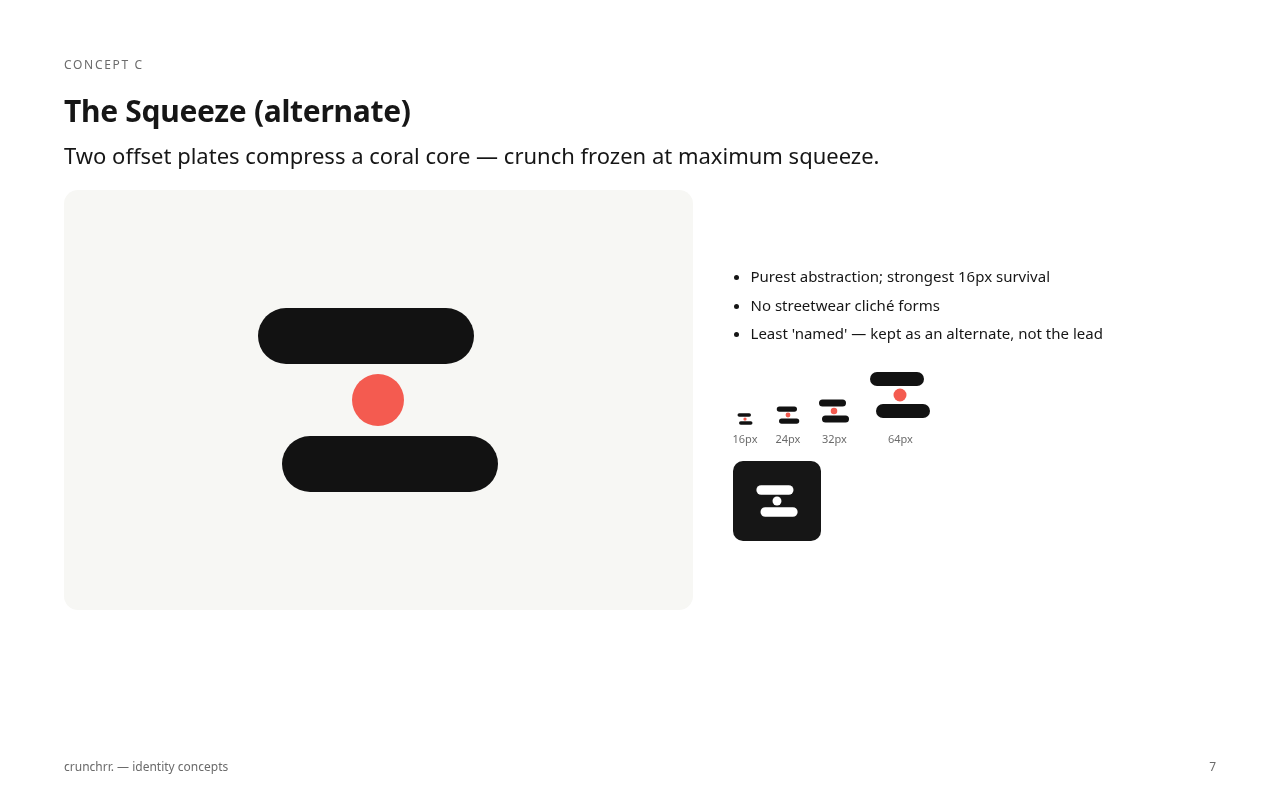 CONCEPT C
The Squeeze (alternate)
Two offset plates compress a coral core — crunch frozen at maximum squeeze.
• Purest abstraction; strongest 16px survival
• No streetwear cliché forms
• Least 'named' — kept as an alternate, not the lead
16px 24px 32px 64px
crunchrr. — identity concepts
7